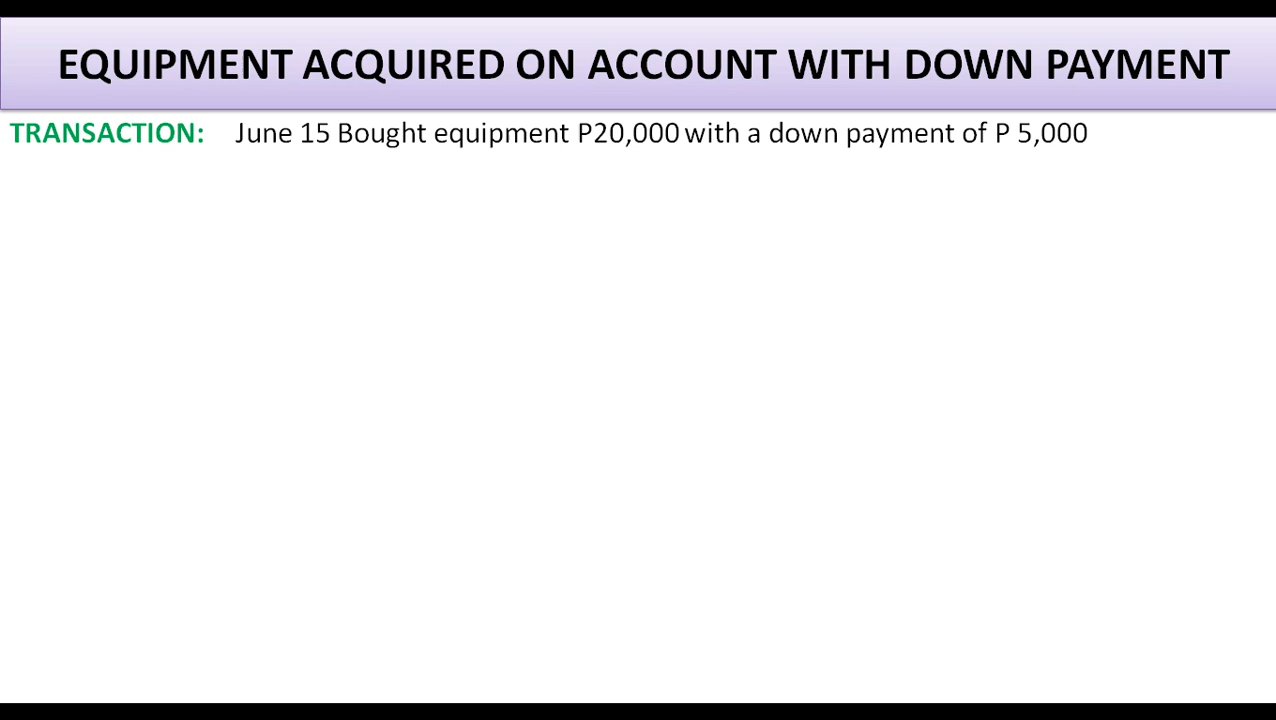 EQUIPMENT ACQUIRED ON ACCOUNT WITH DOWN PAYMENT
TRANSACTION: June 15 Bought equipment P20,000 with a down payment of P 5,000